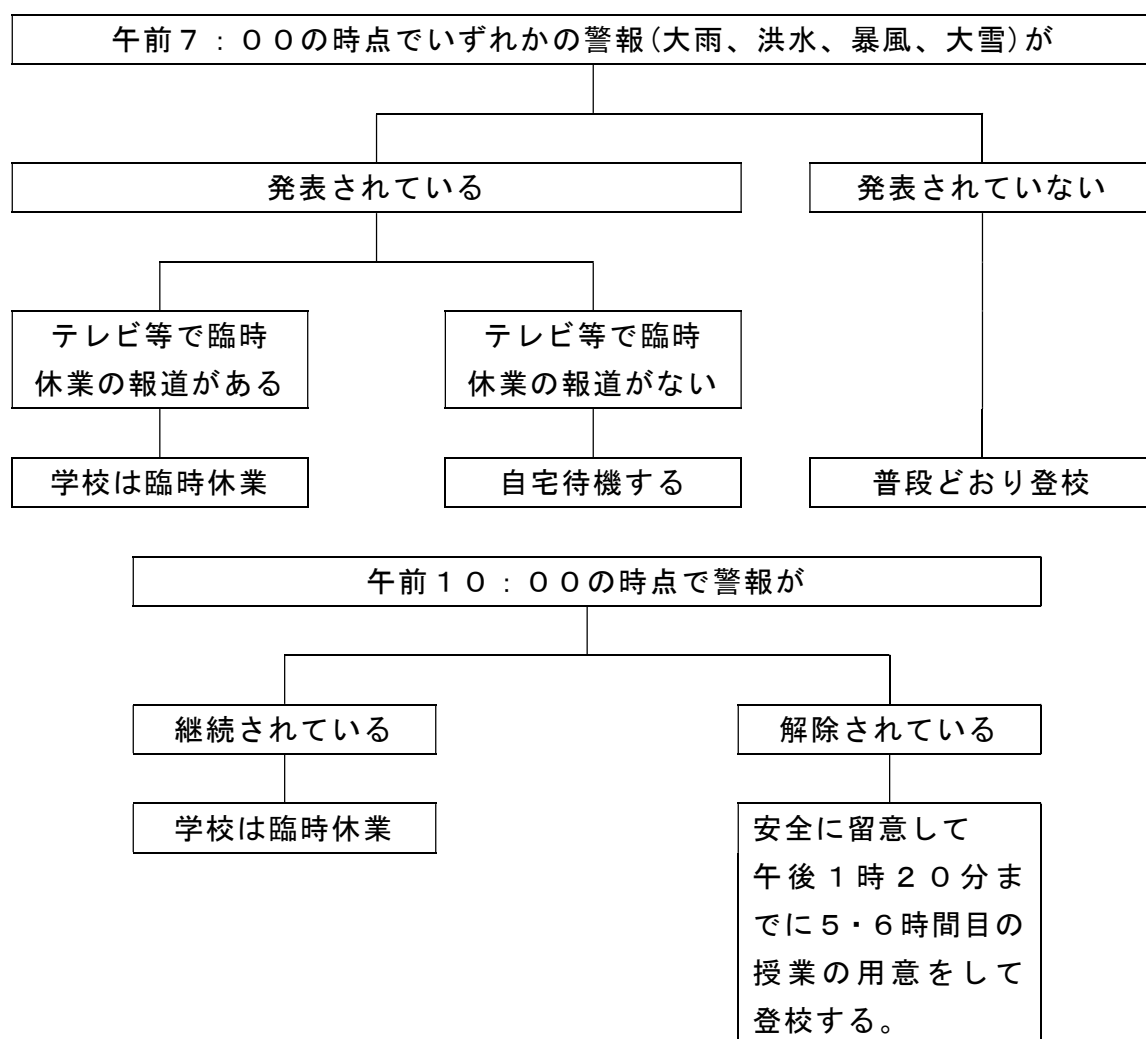 午前７：００の時点でいずれかの警報(大雨、洪水、暴風、大雪)が
発表されている
発表されていない
テレビ等で臨時
休業の報道がある
テレビ等で臨時
休業の報道がない
学校は臨時休業
自宅待機する
普段どおり登校
午前１０：００の時点で警報が
継続されている
解除されている
学校は臨時休業
安全に留意して
午後１時２０分ま
でに５・６時間目の
授業の用意をして
登校する。